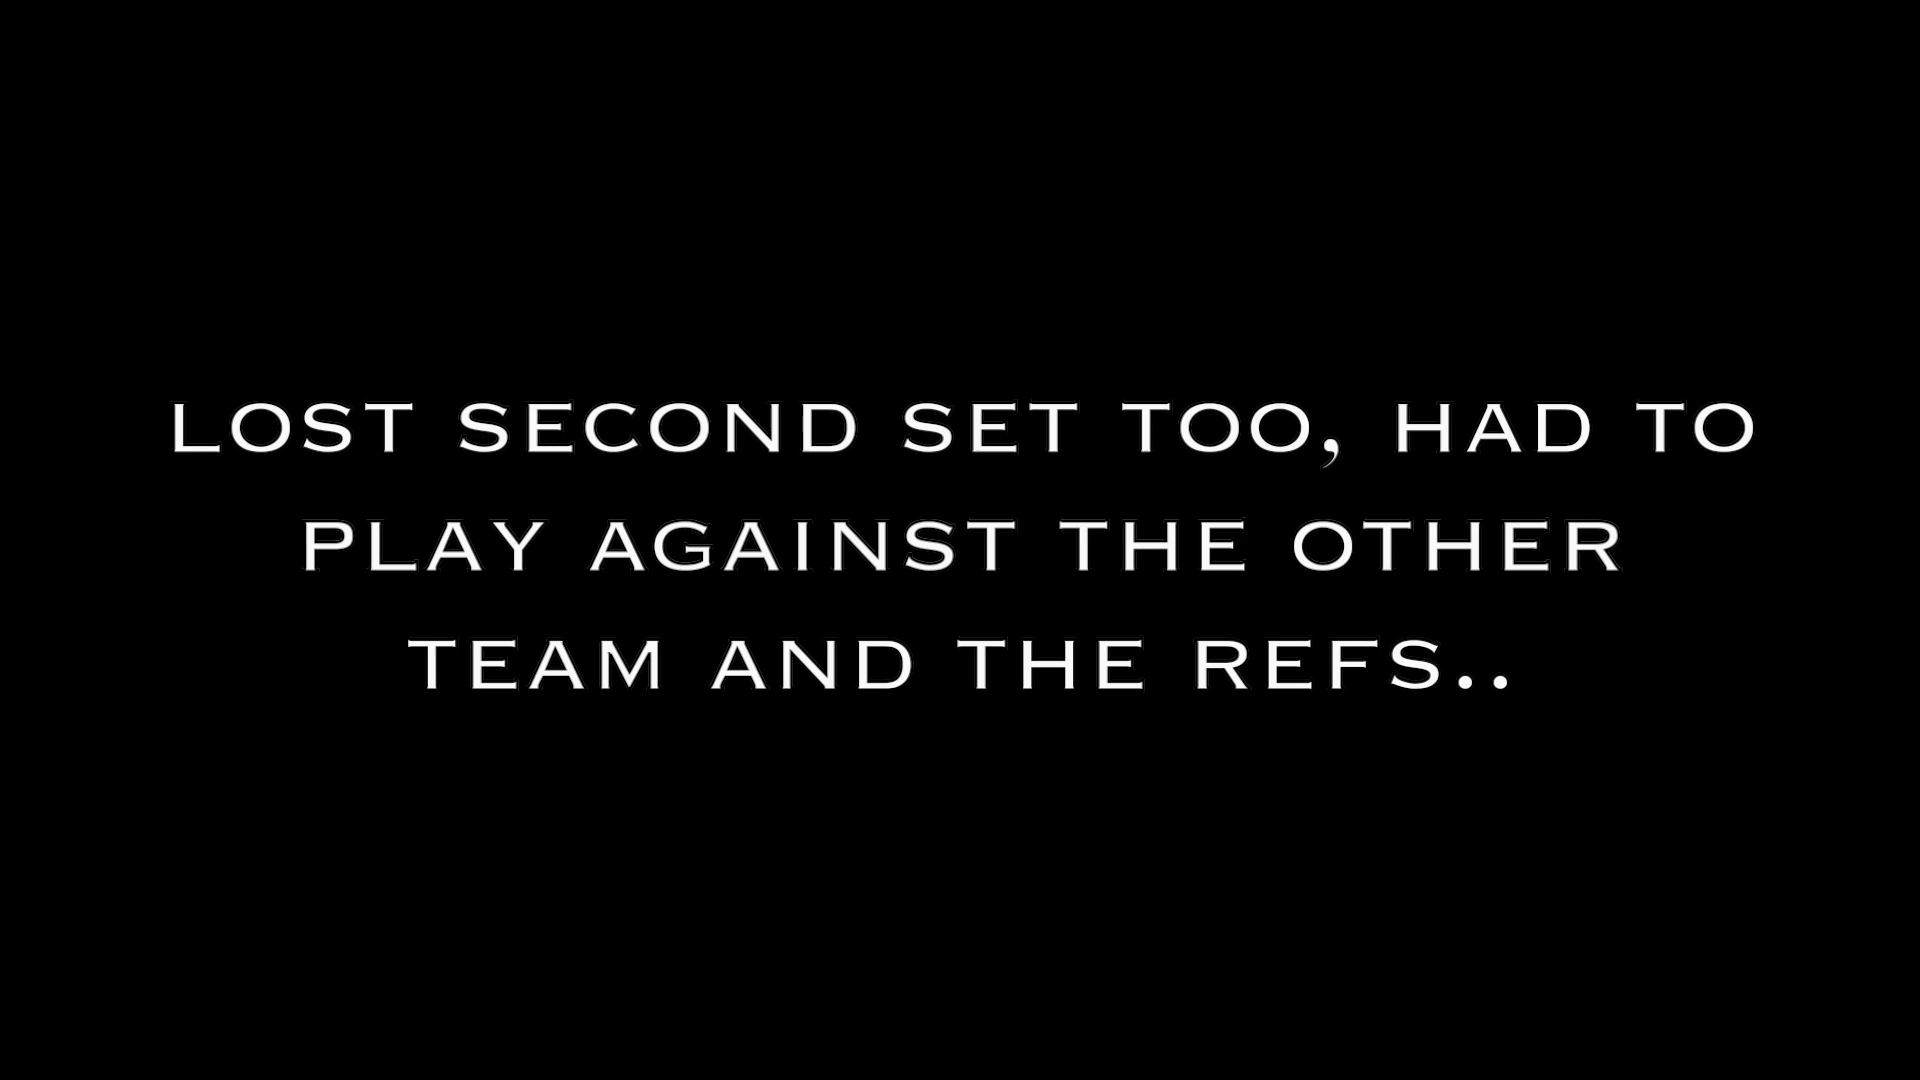 LOST SECOND SET TOO, HAD TO
PLAY AGAINST THE OTHER
TEAM AND THE REFS..